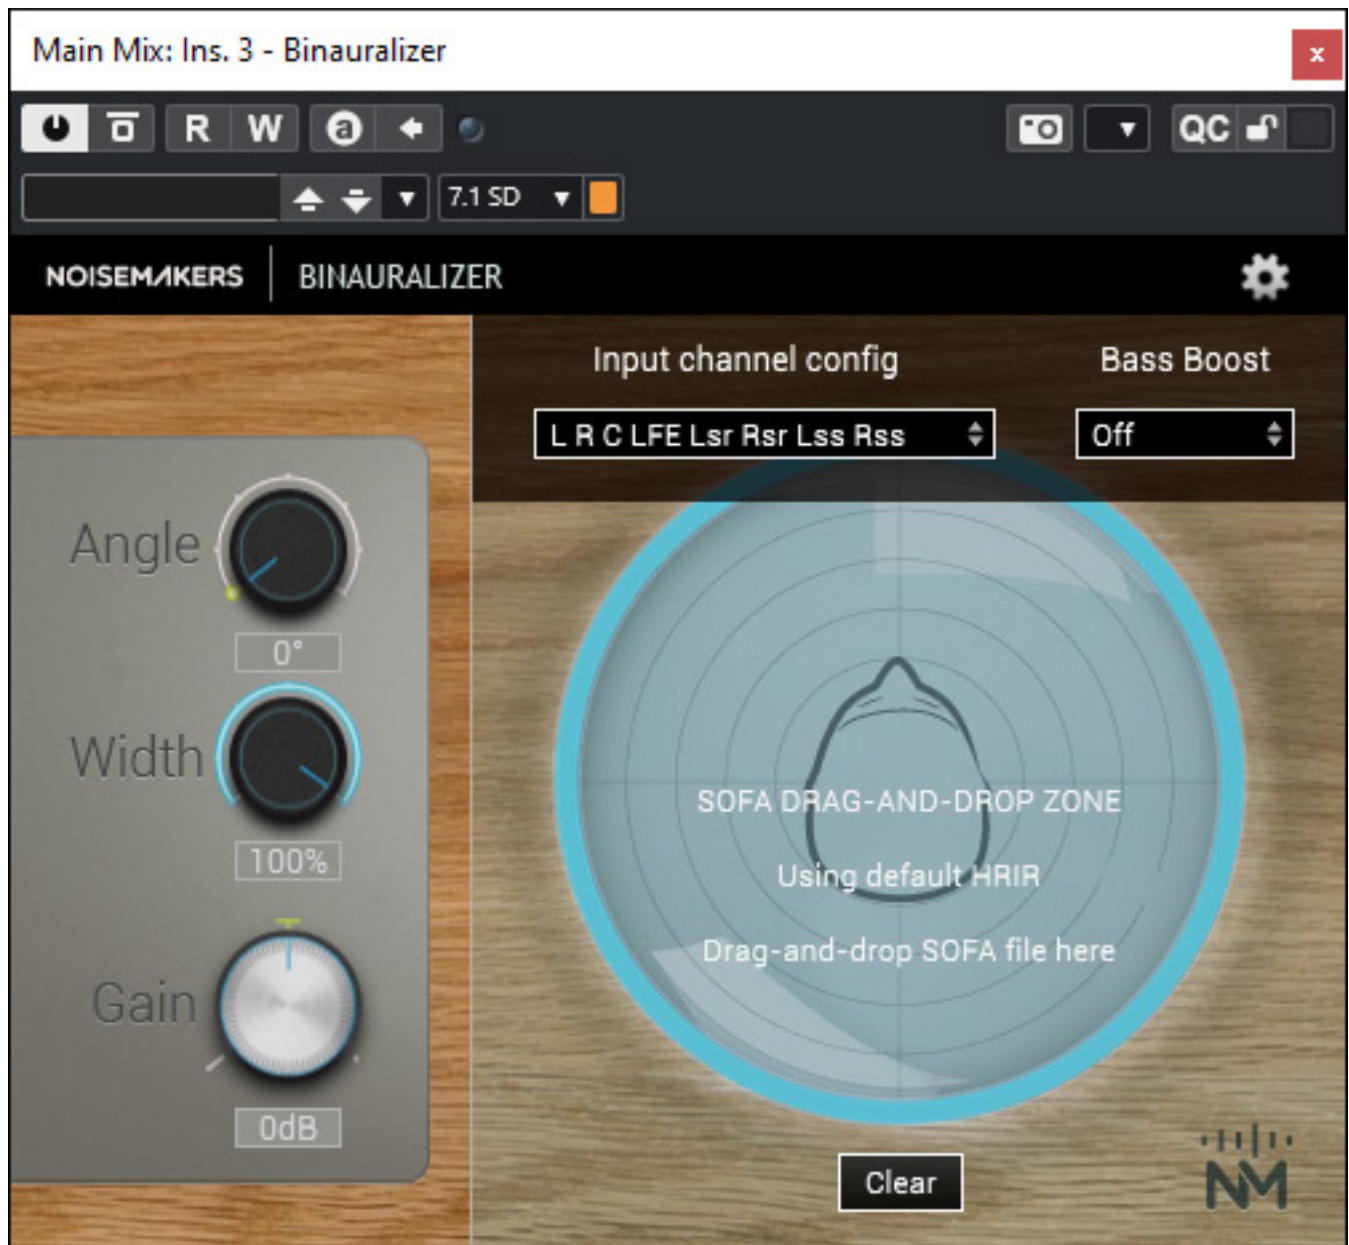 Main Mix: Ins. 3 - Binauralizer
x
R W a QC
7.1 SD
NOISEMAKERS BINAURALIZER
Input channel config Bass Boost
L R C LFE Lsr Rsr Lss Rss Off
Angle
0°
Width
100%
SOFA DRAG-AND-DROP ZONE
Using default HRIR
Drag-and-drop SOFA file here
Gain
0dB
Clear
NM